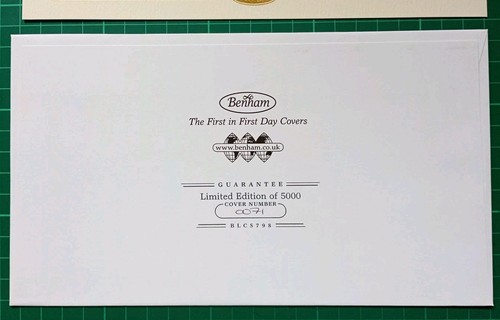 Benham
The First in First Day Covers
www.benham.co.uk
GUARANTEE
Limited Edition of 5000
COVER NUMBER
0071
BLCS798